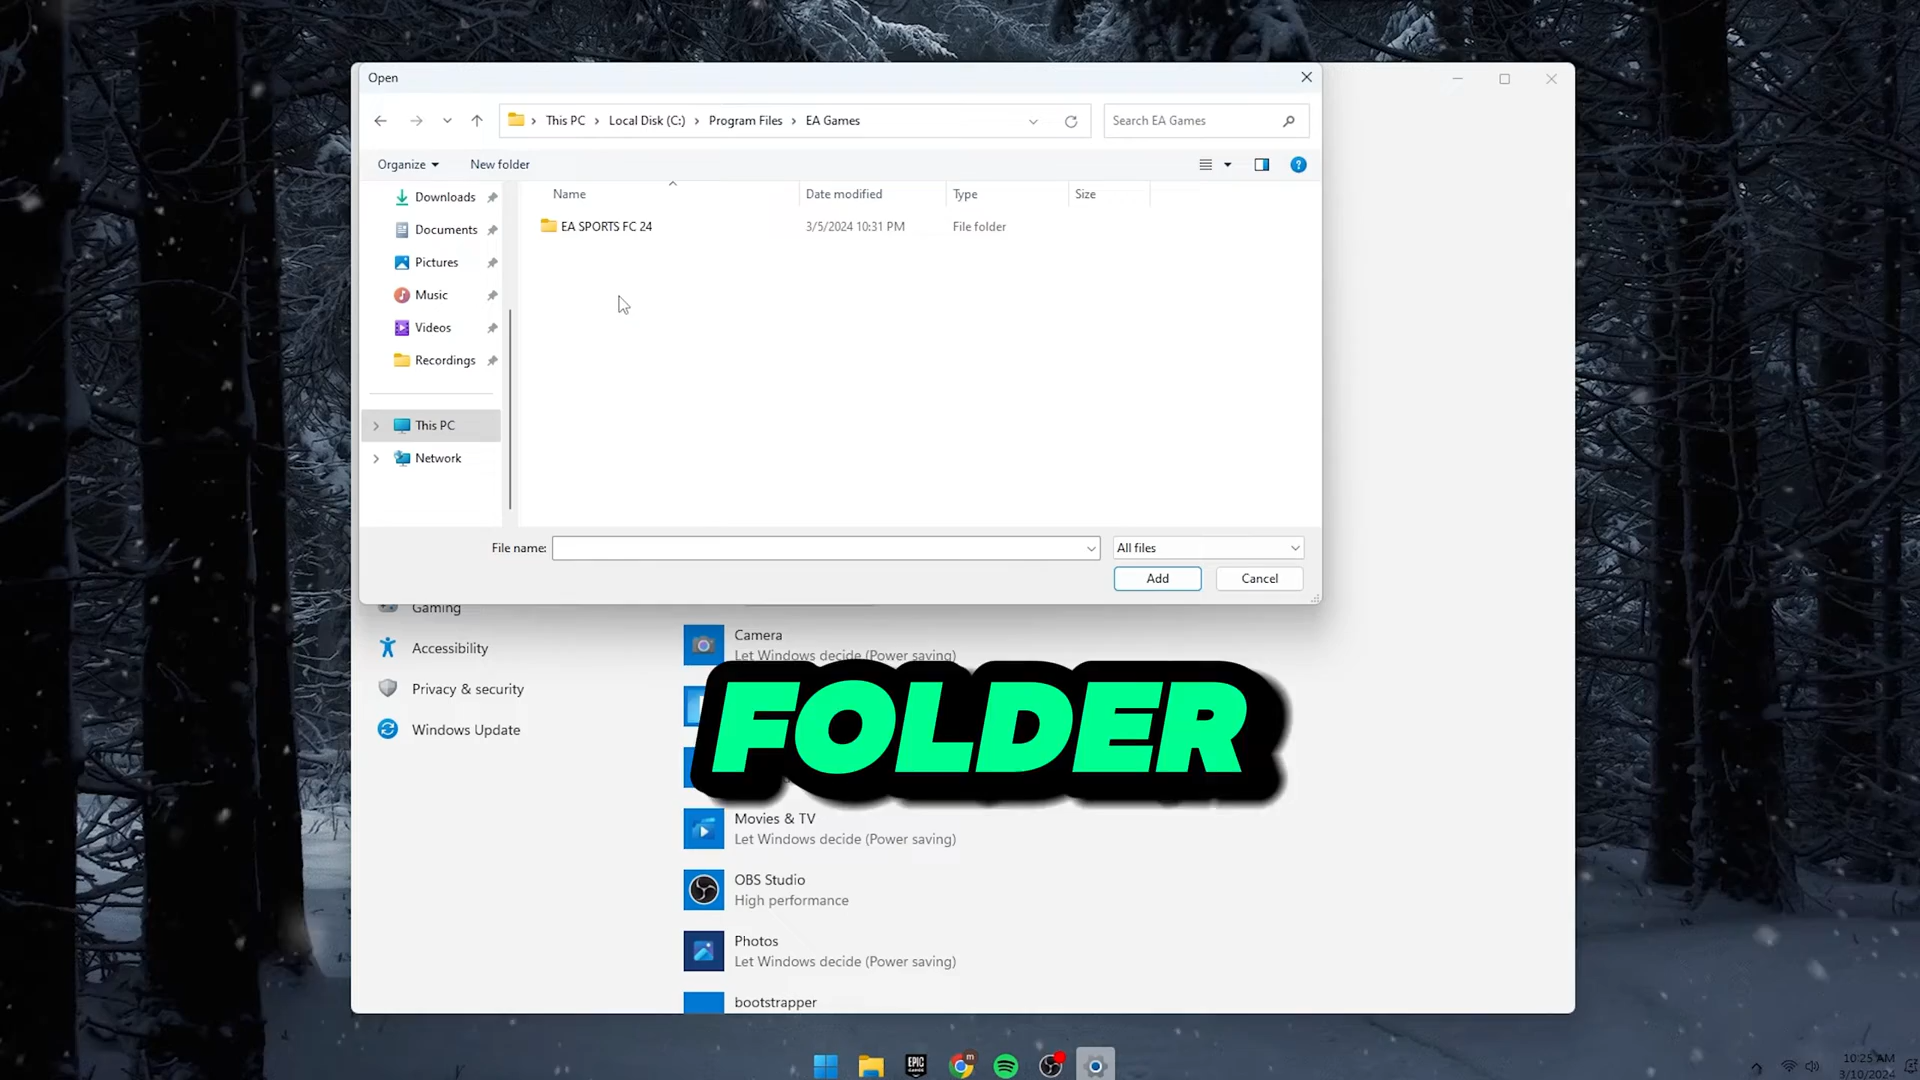 Open
This PC > Local Disk (C:) > Program Files > EA Games
Search EA Games
Organize
New folder
Name
Date modified
Type
Size
EA SPORTS FC 24
3/5/2024 10:31 PM
File folder
Downloads
Documents
Pictures
Music
Videos
Recordings
This PC
Network
File name:
All files
Add
Cancel
Gaming
Accessibility
Privacy & security
Windows Update
Camera
Let Windows decide (Power saving)
FOLDER
Movies & TV
Let Windows decide (Power saving)
OBS Studio
High performance
Photos
Let Windows decide (Power saving)
bootstrapper
EPIC
GAMES
m
10:25 AM
3/10/2024